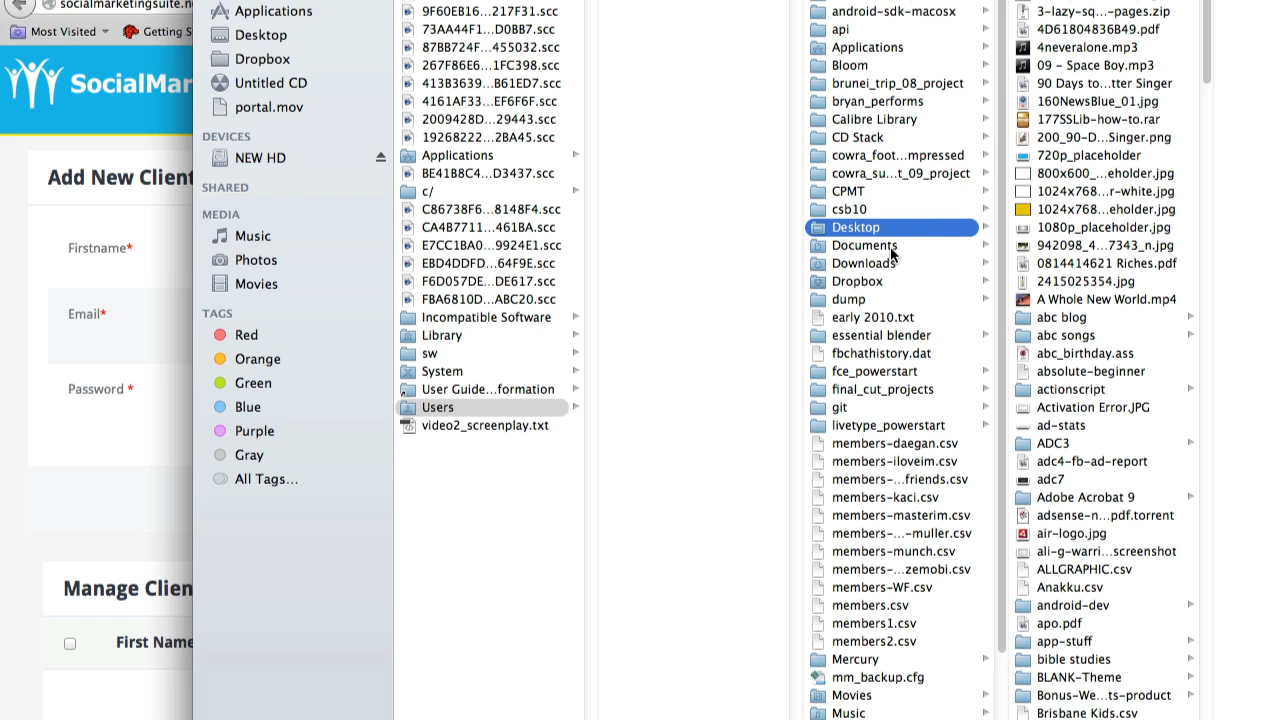 socialmarketingsuite.n
Most Visited
Getting S
SocialMar
Add New Client
Firstname*
Email*
Password *
Manage Clien
First Name
Applications
Desktop
Dropbox
Untitled CD
portal.mov
DEVICES
NEW HD
SHARED
MEDIA
Music
Photos
Movies
TAGS
Red
Orange
Green
Blue
Purple
Gray
All Tags...
9F60EB16...217F31.scc
73AA44F1...D0BB7.scc
87BB724F...455032.scc
267F86E6...1FC398.scc
413B3639...B61ED7.scc
4161AF33...EF6F6F.scc
2009428D...29443.scc
19268222...2BA45.scc
Applications
BE41B8C4...D3437.scc
c/
C86738F6...8148F4.scc
CA4B7711...461BA.scc
E7CC1BA0...9924E1.scc
EBD4DDFD...64F9E.scc
F6D057DE...DE617.scc
FBA6810D...ABC20.scc
Incompatible Software
Library
sw
System
User Guide...formation
Users
video2_screenplay.txt
android-sdk-macosx
api
Applications
Bloom
brunei_trip_08_project
bryan_performs
Calibre Library
CD Stack
cowra_foot...mpressed
cowra_su...t_09_project
CPMT
csb10
Desktop
Documents
Downloads
Dropbox
dump
early 2010.txt
essential blender
fbchathistory.dat
fce_powerstart
final_cut_projects
git
livetype_powerstart
members-daegan.csv
members-iloveim.csv
members-...friends.csv
members-kaci.csv
members-masterim.csv
members-...-muller.csv
members-munch.csv
members-...zemobi.csv
members-WF.csv
members.csv
members1.csv
members2.csv
Mercury
mm_backup.cfg
Movies
Music
3-lazy-sq...-pages.zip
4D61804836B49.pdf
4neveralone.mp3
09 - Space Boy.mp3
90 Days to...tter Singer
160NewsBlue_01.jpg
177SSLib-how-to.rar
200_90-D...Singer.png
720p_placeholder
800x600_...eholder.jpg
1024x768...r-white.jpg
1024x768...eholder.jpg
1080p_placeholder.jpg
942098_4...7343_n.jpg
0814414621 Riches.pdf
2415025354.jpg
A Whole New World.mp4
abc blog
abc songs
abc_birthday.ass
absolute-beginner
actionscript
Activation Error.JPG
ad-stats
ADC3
adc4-fb-ad-report
adc7
Adobe Acrobat 9
adsense-n...pdf.torrent
air-logo.jpg
ali-g-warri...screenshot
ALLGRAPHIC.csv
Anakku.csv
android-dev
apo.pdf
app-stuff
bible studies
BLANK-Theme
Bonus-We...ts-product
Brisbane Kids.csv